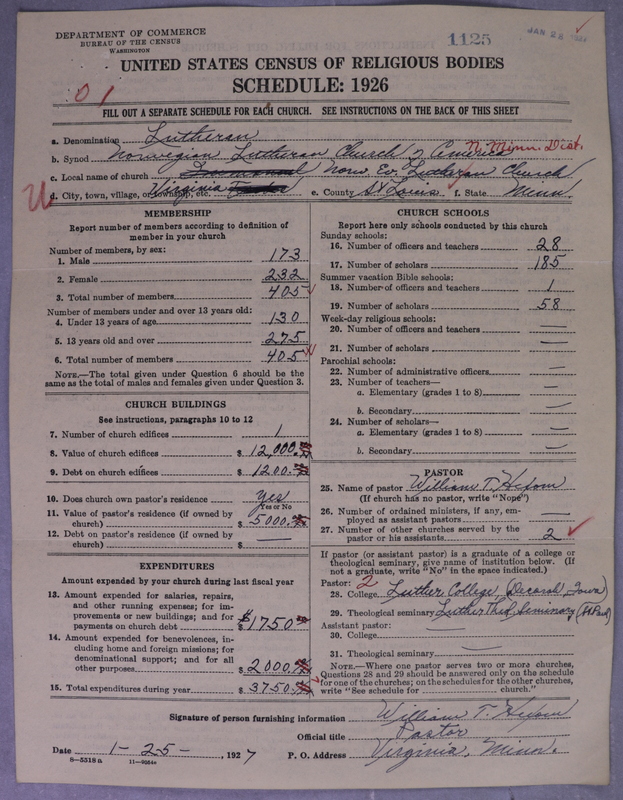 DEPARTMENT OF COMMERCE
BUREAU OF THE CENSUS
WASHINGTON
1125
JAN 26 1927
UNITED STATES CENSUS OF RELIGIOUS BODIES
SCHEDULE: 1926
01
FILL OUT A SEPARATE SCHEDULE FOR EACH CHURCH. SEE INSTRUCTIONS ON THE BACK OF THIS SHEET
a. Denomination Lutheran
b. Synod Norwegian Lutheran Church of America N. Minn. Dist.
c. Local name of church Norw. Ev. Lutheran Church
U
d. City, town, village, or township, etc. Virginia e. County St Louis f. State Minn.
MEMBERSHIP
Report number of members according to definition of
member in your church
Number of members, by sex:
1. Male 173
2. Female 232
3. Total number of members 405
Number of members under and over 13 years old:
4. Under 13 years of age 130
5. 13 years old and over 275
6. Total number of members 405
NOTE.—The total given under Question 6 should be the
same as the total of males and females given under Question 3.
CHURCH BUILDINGS
See instructions, paragraphs 10 to 12
7. Number of church edifices 1
8. Value of church edifices $ 12,000.
9. Debt on church edifices $ 1200.
10. Does church own pastor's residence Yes
Yes or No
11. Value of pastor's residence (if owned by
church) $ 5000.
12. Debt on pastor's residence (if owned by
church) $ —
EXPENDITURES
Amount expended by your church during last fiscal year
13. Amount expended for salaries, repairs,
and other running expenses; for im-
provements or new buildings; and for
payments on church debt $1750
14. Amount expended for benevolences, in-
cluding home and foreign missions; for
denominational support; and for all
other purposes $ 2000.
15. Total expenditures during year $ 3750.
CHURCH SCHOOLS
Report here only schools conducted by this church
Sunday schools:
16. Number of officers and teachers 28
17. Number of scholars 185
Summer vacation Bible schools:
18. Number of officers and teachers 1
19. Number of scholars 58
Week-day religious schools:
20. Number of officers and teachers —
21. Number of scholars —
Parochial schools:
22. Number of administrative officers —
23. Number of teachers—
a. Elementary (grades 1 to 8) —
b. Secondary —
24. Number of scholars—
a. Elementary (grades 1 to 8) —
b. Secondary —
PASTOR
25. Name of pastor William T. Hexom
(If church has no pastor, write "None")
26. Number of ordained ministers, if any, em-
ployed as assistant pastors —
27. Number of other churches served by the
pastor or his assistants 2
If pastor (or assistant pastor) is a graduate of a college or
theological seminary, give name of institution below. (If
not a graduate, write "No" in the space indicated.)
Pastor: 2
28. College Luther College, (Decorah, Iowa)
29. Theological seminary Luther Theol. Seminary (St Paul)
Assistant pastor:
30. College
31. Theological seminary —
NOTE.—Where one pastor serves two or more churches,
Questions 28 and 29 should be answered only on the schedule
for one of the churches; on the schedules for the other churches,
write "See schedule for church."
Signature of person furnishing information William T. Hexom
Official title Pastor
Date 1-25-, 1927 P. O. Address Virginia, Minn.
8—5318 a